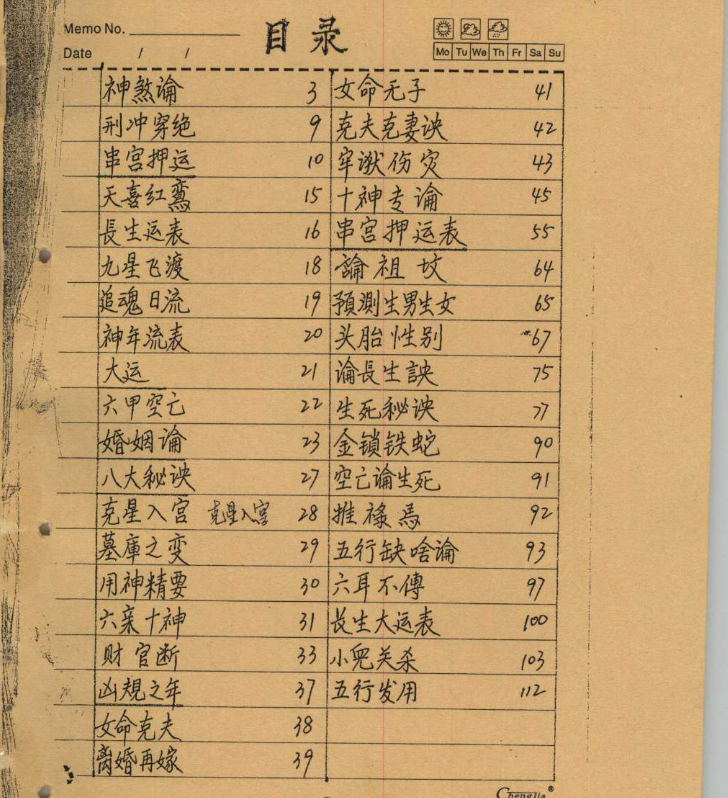 Memo No.
Date / /
目录
Mo Tu We Th Fr Sa Su
神煞論 3
刑冲穿绝 9
串宫押运 10
天喜红鸾 15
長生运表 16
九星飞渡 18
追魂日流 19
神年流表 20
大运 21
六甲空亡 22
婚姻论 23
八大秘诀 27
克星入宫 克星入宫 28
墓庫之变 29
用神精要 30
六亲十神 31
财官断 33
凶規之年 37
女命克夫 38
离婚再嫁 39
女命无子 41
克夫克妻诀 42
牢狱伤灾 43
十神专论 45
串宫押运表 55
論祖坟 64
預測生男生女 65
头胎性别 67
论長生訣 75
生死秘诀 77
金锁铁蛇 90
空亡论生死 91
推禄馬 92
五行缺啥論 93
六耳不傳 97
長生大运表 100
小兒关杀 103
五行发用 112
Chenglia®